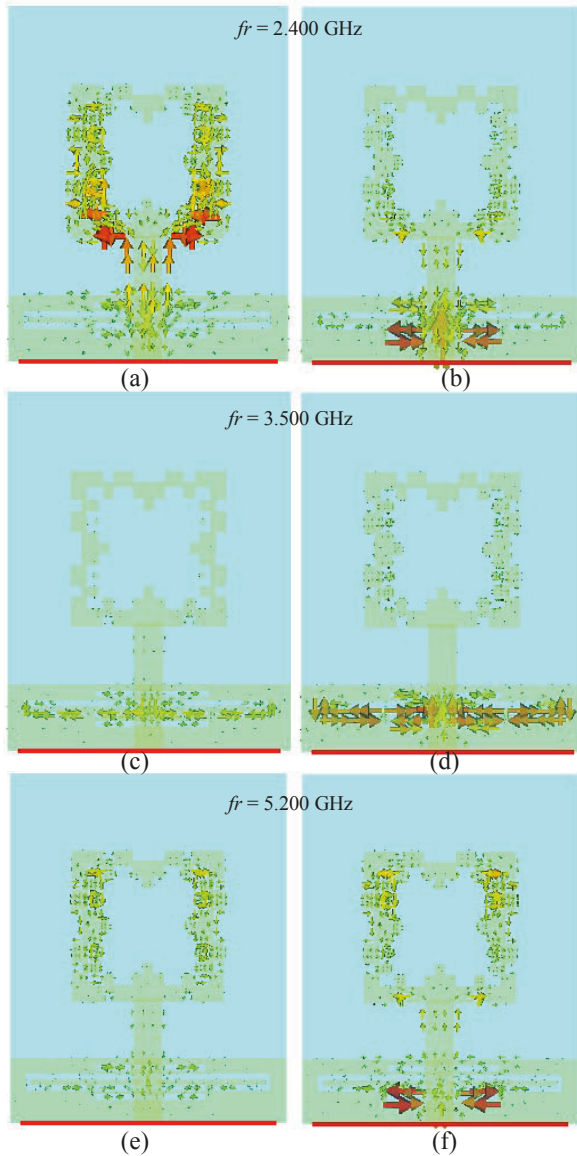 fr = 2.400 GHz
(a) (b)
fr = 3.500 GHz
(c) (d)
fr = 5.200 GHz
(e) (f)